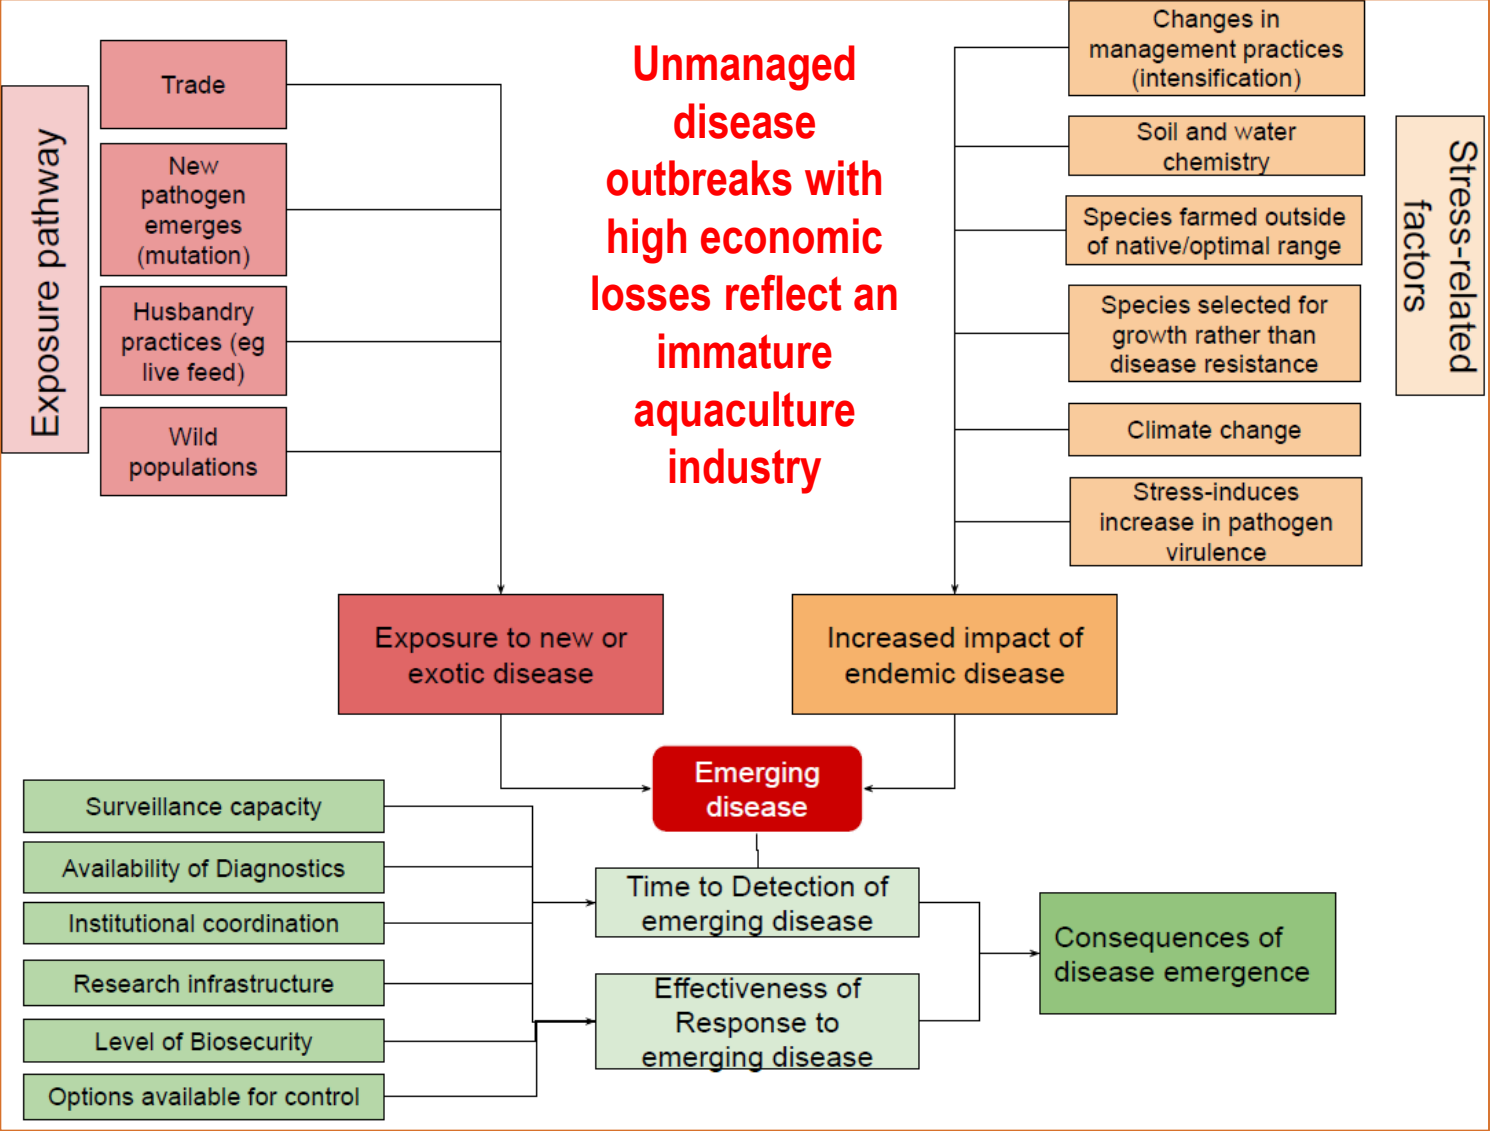 Exposure pathway
Trade
New
pathogen
emerges
(mutation)
Husbandry
practices (eg
live feed)
Wild
populations
Unmanaged
disease
outbreaks with
high economic
losses reflect an
immature
aquaculture
industry
Changes in
management practices
(intensification)
Soil and water
chemistry
Species farmed outside
of native/optimal range
Species selected for
growth rather than
disease resistance
Climate change
Stress-induces
increase in pathogen
virulence
Stress-related
factors
Exposure to new or
exotic disease
Increased impact of
endemic disease
Emerging
disease
Surveillance capacity
Availability of Diagnostics
Institutional coordination
Research infrastructure
Level of Biosecurity
Options available for control
Time to Detection of
emerging disease
Effectiveness of
Response to
emerging disease
Consequences of
disease emergence